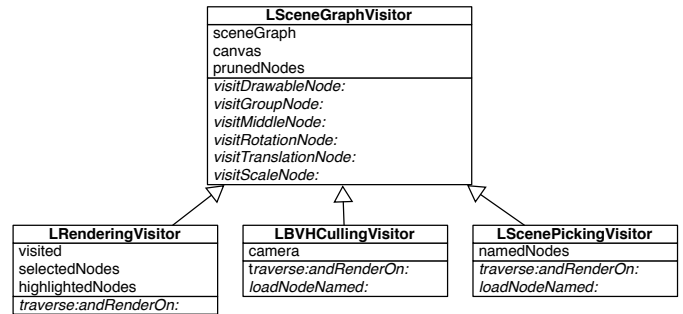 LSceneGraphVisitor
sceneGraph
canvas
prunedNodes
visitDrawableNode:
visitGroupNode:
visitMiddleNode:
visitRotationNode:
visitTranslationNode:
visitScaleNode:
LRenderingVisitor
visited
selectedNodes
highlightedNodes
traverse:andRenderOn:
LBVHCullingVisitor
camera
traverse:andRenderOn:
loadNodeNamed:
LScenePickingVisitor
namedNodes
traverse:andRenderOn:
loadNodeNamed: